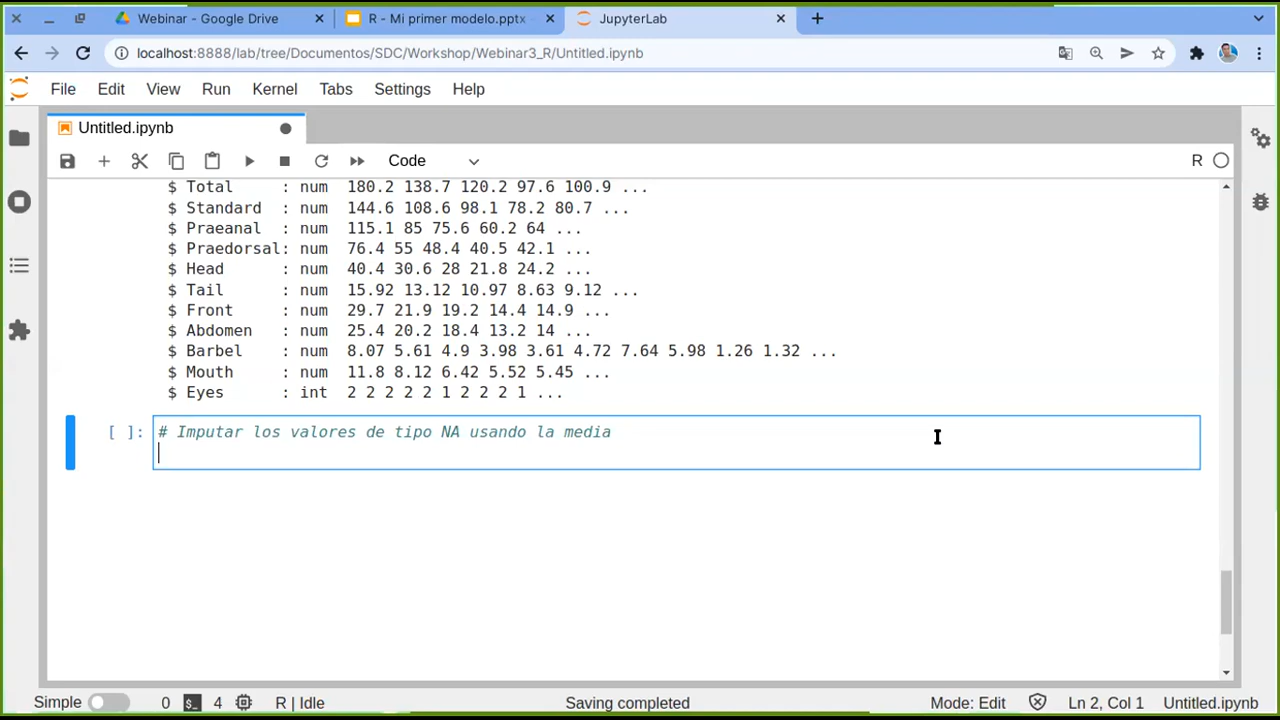 Webinar - Google Drive
R - Mi primer modelo.pptx -
JupyterLab
localhost:8888/lab/tree/Documentos/SDC/Workshop/Webinar3_R/Untitled.ipynb
File Edit View Run Kernel Tabs Settings Help
Untitled.ipynb
Code
R
$ Total : num 180.2 138.7 120.2 97.6 100.9 ...
$ Standard : num 144.6 108.6 98.1 78.2 80.7 ...
$ Praeanal : num 115.1 85 75.6 60.2 64 ...
$ Praedorsal: num 76.4 55 48.4 40.5 42.1 ...
$ Head : num 40.4 30.6 28 21.8 24.2 ...
$ Tail : num 15.92 13.12 10.97 8.63 9.12 ...
$ Front : num 29.7 21.9 19.2 14.4 14.9 ...
$ Abdomen : num 25.4 20.2 18.4 13.2 14 ...
$ Barbel : num 8.07 5.61 4.9 3.98 3.61 4.72 7.64 5.98 1.26 1.32 ...
$ Mouth : num 11.8 8.12 6.42 5.52 5.45 ...
$ Eyes : int 2 2 2 2 2 1 2 2 2 1 ...
[ ]: # Imputar los valores de tipo NA usando la media
Simple 0 $_ 4 R | Idle Saving completed Mode: Edit Ln 2, Col 1 Untitled.ipynb